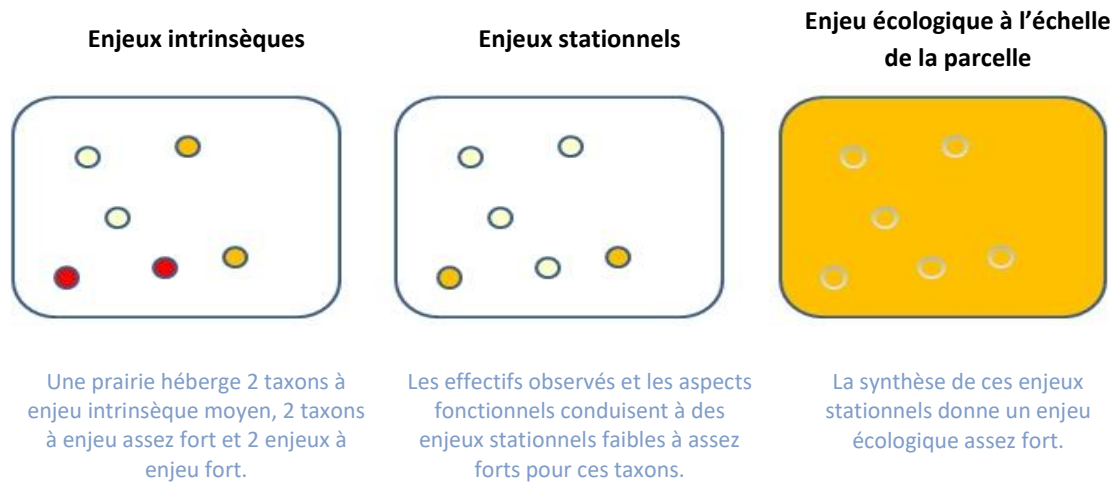 Enjeux intrinsèques
Enjeux stationnels
Enjeu écologique à l’échelle
de la parcelle
Une prairie héberge 2 taxons à
enjeu intrinsèque moyen, 2 taxons
à enjeu assez fort et 2 enjeux à
enjeu fort.
Les effectifs observés et les aspects
fonctionnels conduisent à des
enjeux stationnels faibles à assez
forts pour ces taxons.
La synthèse de ces enjeux
stationnels donne un enjeu
écologique assez fort.